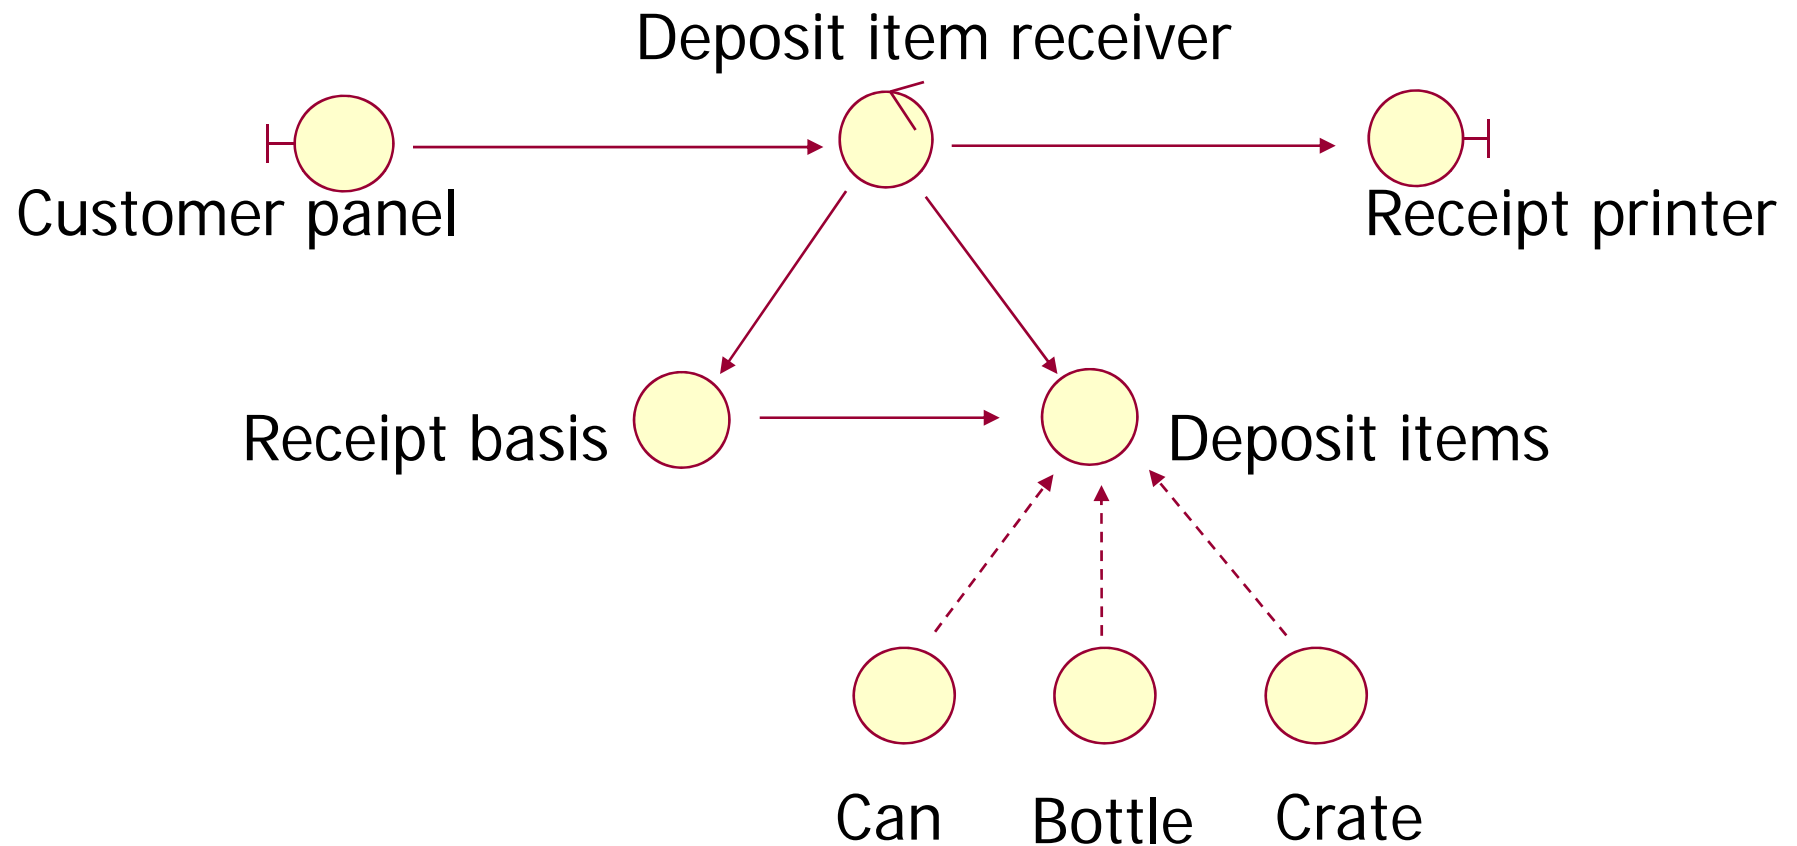 Deposit item receiver
Customer panel
Receipt printer
Receipt basis
Deposit items
Can
Bottle
Crate